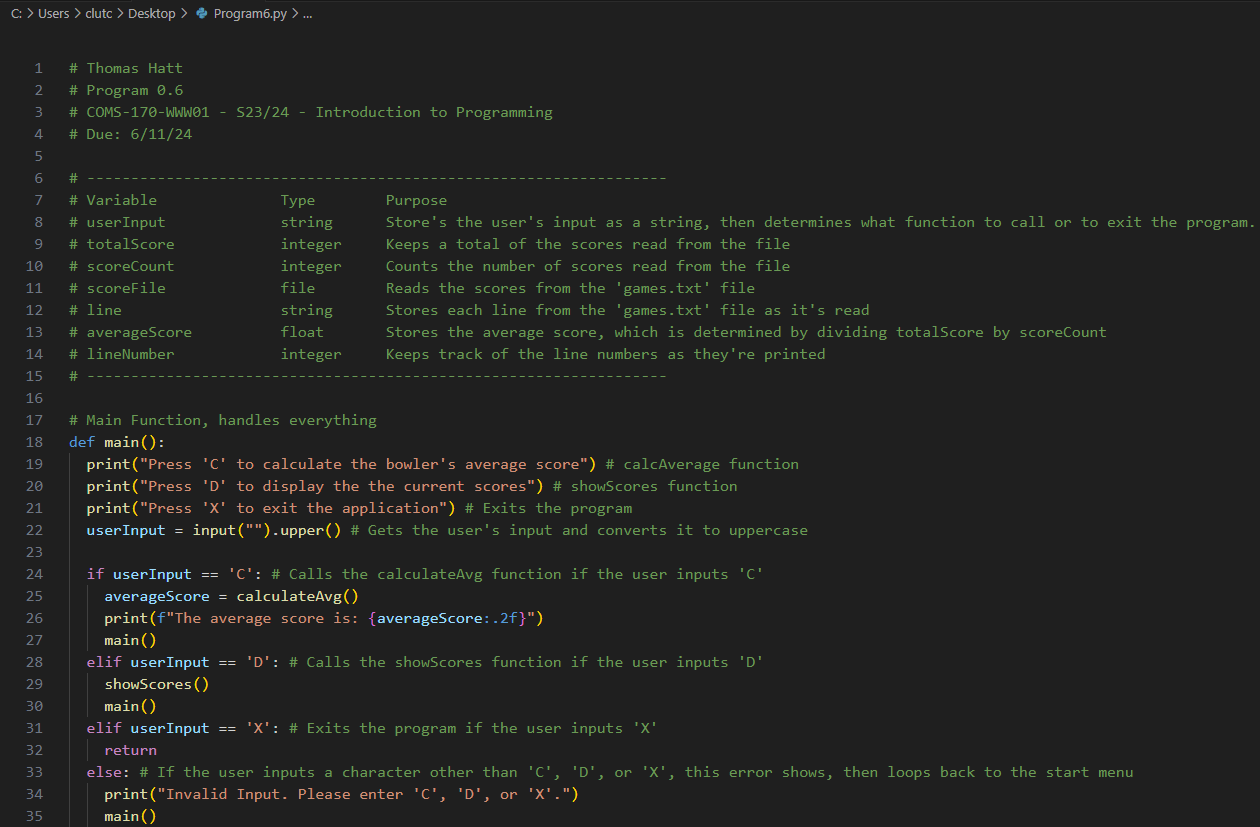 C: > Users > clutc > Desktop > Program6.py > ...
1 # Thomas Hatt
2 # Program 0.6
3 # COMS-170-WWW01 - S23/24 - Introduction to Programming
4 # Due: 6/11/24
5
6 # ------------------------------------------------------------------
7 # Variable              Type        Purpose
8 # userInput             string      Store's the user's input as a string, then determines what function to call or to exit the program.
9 # totalScore            integer     Keeps a total of the scores read from the file
10 # scoreCount            integer     Counts the number of scores read from the file
11 # scoreFile             file        Reads the scores from the 'games.txt' file
12 # line                  string      Stores each line from the 'games.txt' file as it's read
13 # averageScore          float       Stores the average score, which is determined by dividing totalScore by scoreCount
14 # lineNumber            integer     Keeps track of the line numbers as they're printed
15 # ------------------------------------------------------------------
16
17 # Main Function, handles everything
18 def main():
19   print("Press 'C' to calculate the bowler's average score") # calcAverage function
20   print("Press 'D' to display the the current scores") # showScores function
21   print("Press 'X' to exit the application") # Exits the program
22   userInput = input("").upper() # Gets the user's input and converts it to uppercase
23
24   if userInput == 'C': # Calls the calculateAvg function if the user inputs 'C'
25     averageScore = calculateAvg()
26     print(f"The average score is: {averageScore:.2f}")
27     main()
28   elif userInput == 'D': # Calls the showScores function if the user inputs 'D'
29     showScores()
30     main()
31   elif userInput == 'X': # Exits the program if the user inputs 'X'
32     return
33   else: # If the user inputs a character other than 'C', 'D', or 'X', this error shows, then loops back to the start menu
34     print("Invalid Input. Please enter 'C', 'D', or 'X'.")
35     main()